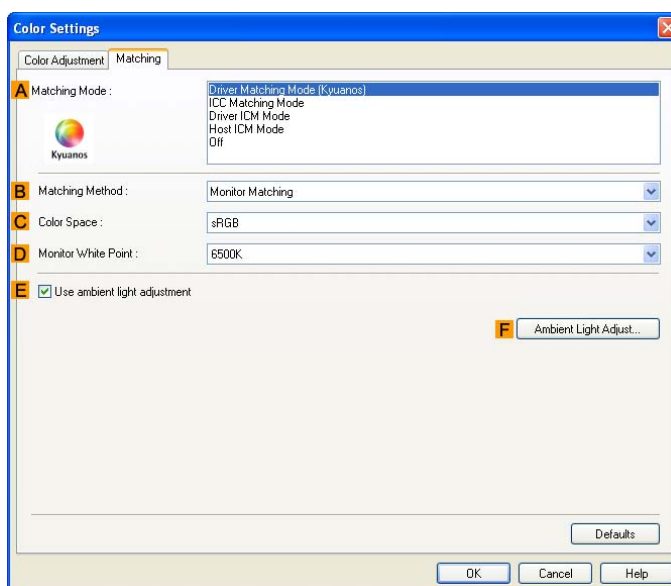 Color Settings
Color Adjustment Matching
A Matching Mode :
Driver Matching Mode (Kyuanos)
ICC Matching Mode
Driver ICM Mode
Host ICM Mode
Off
Kyuanos
B Matching Method : Monitor Matching
C Color Space : sRGB
D Monitor White Point : 6500K
E Use ambient light adjustment
F Ambient Light Adjust...
Defaults
OK Cancel Help